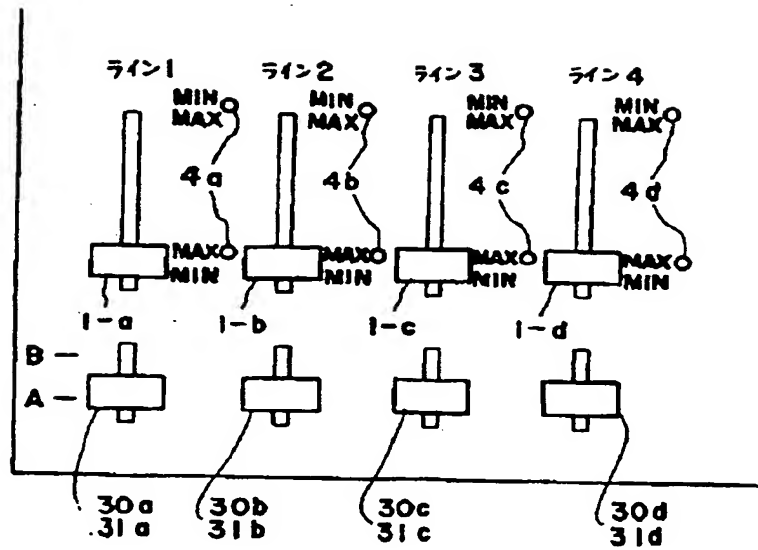 ライン1 ライン2 ライン3 ライン4
MIN MIN MIN MIN
MAX MAX MAX MAX
4a 4b 4c 4d
MAX MAX MAX MAX
MIN MIN MIN MIN
1-a 1-b 1-c 1-d
B
A
30a 30b 30c 30d
31a 31b 31c 31d